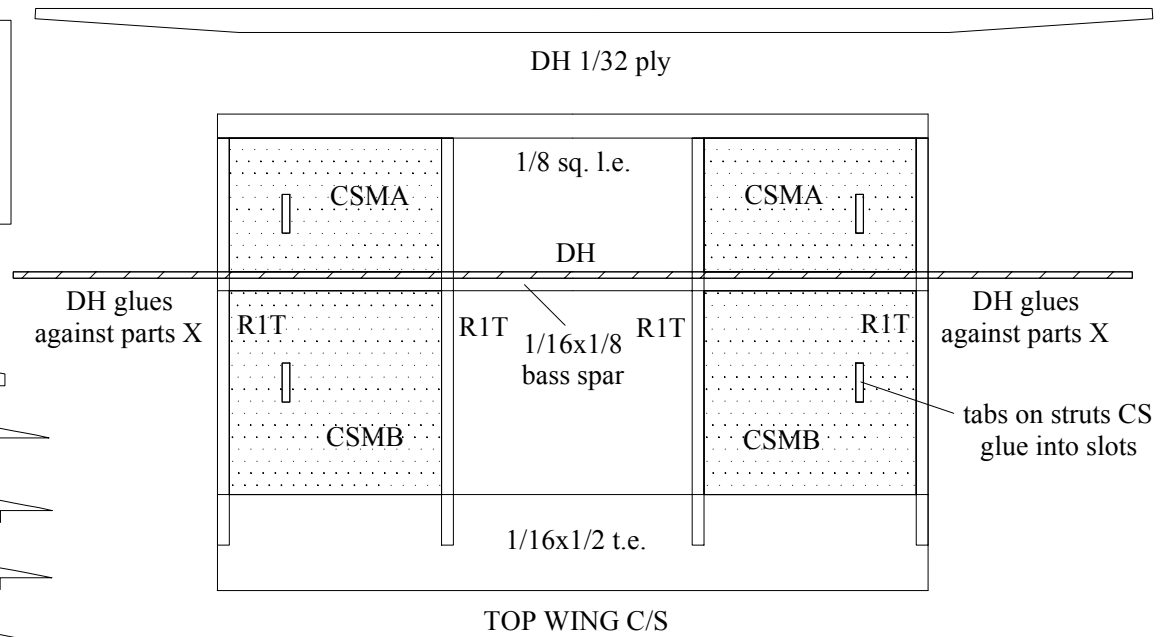 DH 1/32 ply
1/8 sq. l.e.
CSMA
CSMA
DH
DH glues
against parts X
R1T
R1T
1/16x1/8
bass spar
R1T
R1T
DH glues
against parts X
tabs on struts CS
glue into slots
CSMB
CSMB
1/16x1/2 t.e.
TOP WING C/S